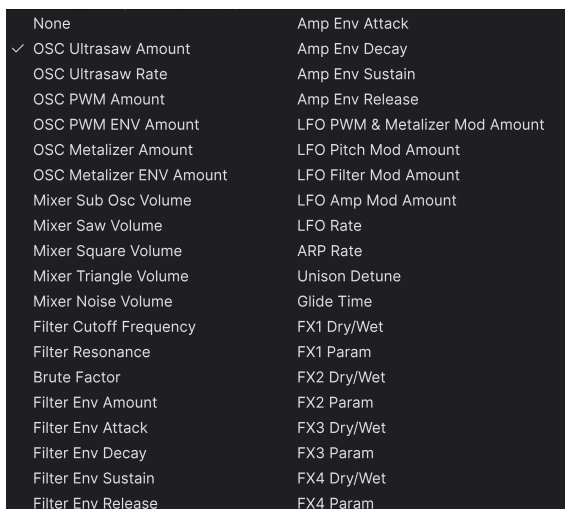 None
OSC Ultrasaw Amount
OSC Ultrasaw Rate
OSC PWM Amount
OSC PWM ENV Amount
OSC Metalizer Amount
OSC Metalizer ENV Amount
Mixer Sub Osc Volume
Mixer Saw Volume
Mixer Square Volume
Mixer Triangle Volume
Mixer Noise Volume
Filter Cutoff Frequency
Filter Resonance
Brute Factor
Filter Env Amount
Filter Env Attack
Filter Env Decay
Filter Env Sustain
Filter Env Release
Amp Env Attack
Amp Env Decay
Amp Env Sustain
Amp Env Release
LFO PWM & Metalizer Mod Amount
LFO Pitch Mod Amount
LFO Filter Mod Amount
LFO Amp Mod Amount
LFO Rate
ARP Rate
Unison Detune
Glide Time
FX1 Dry/Wet
FX1 Param
FX2 Dry/Wet
FX2 Param
FX3 Dry/Wet
FX3 Param
FX4 Dry/Wet
FX4 Param